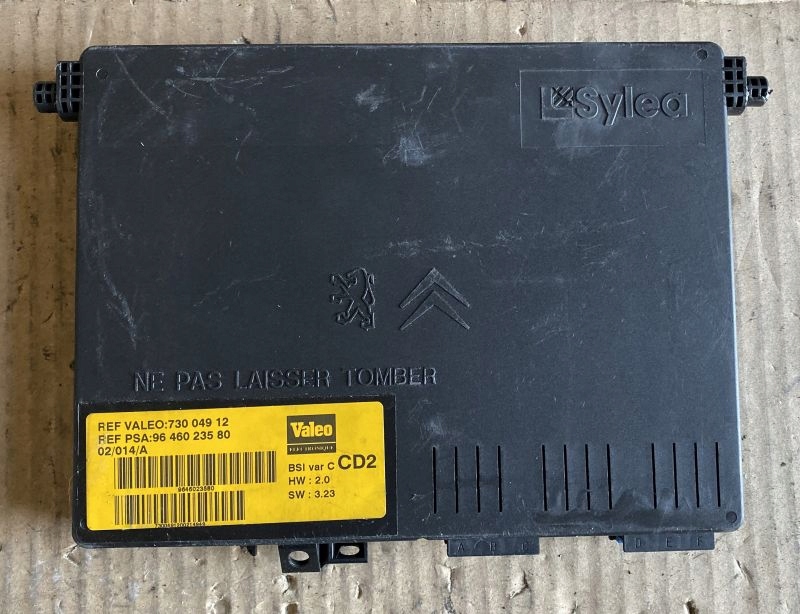 Sylea
NE PAS LAISSER TOMBER
REF VALEO:730 049 12
REF PSA:96 460 235 80
02/014/A
Valeo
ELECTRONIQUE
BSI var C CD2
HW : 2.0
SW : 3.23
9646023580
A B C
D E F